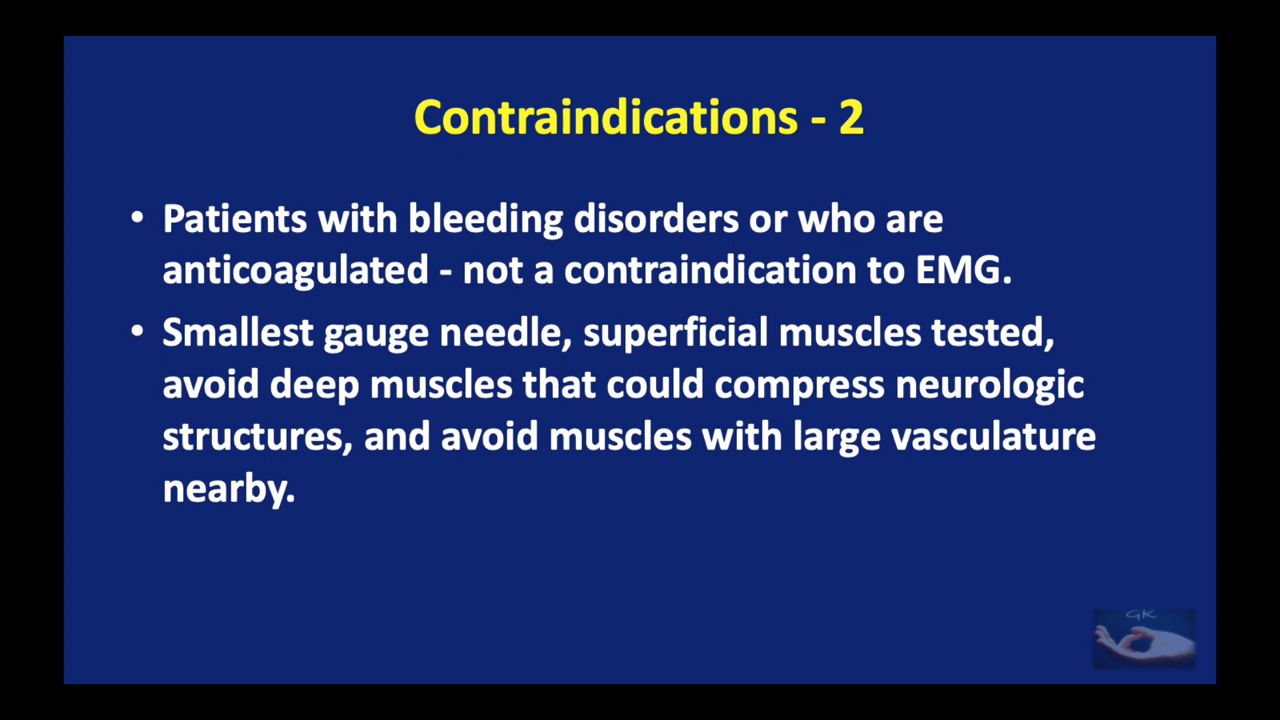 Contraindications - 2
• Patients with bleeding disorders or who are
anticoagulated - not a contraindication to EMG.
• Smallest gauge needle, superficial muscles tested,
avoid deep muscles that could compress neurologic
structures, and avoid muscles with large vasculature
nearby.
GK